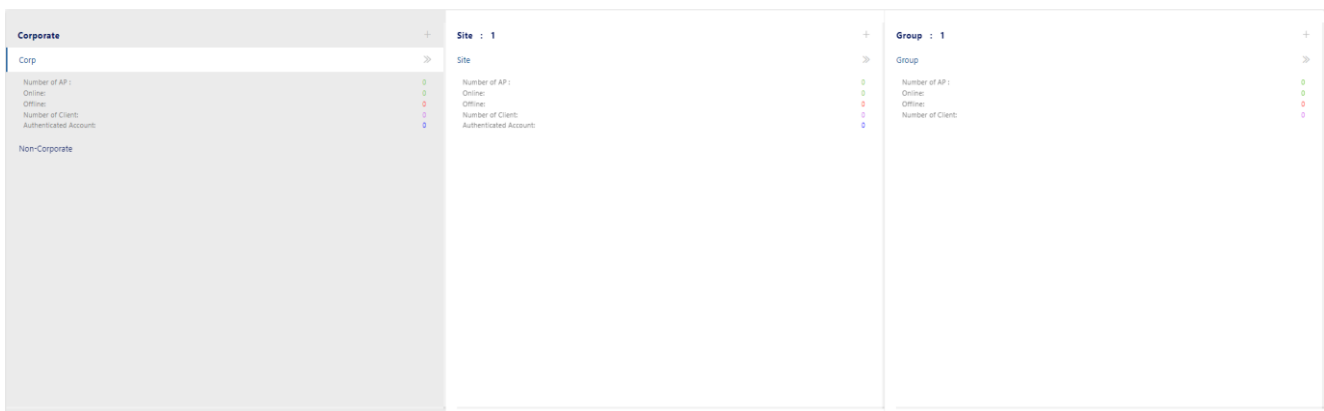 Corporate +
Corp »
Number of AP : 0
Online: 0
Offline: 0
Number of Client: 0
Authenticated Account: 0
Non-Corporate
Site : 1 +
Site »
Number of AP : 0
Online: 0
Offline: 0
Number of Client: 0
Authenticated Account: 0
Group : 1 +
Group »
Number of AP : 0
Online: 0
Offline: 0
Number of Client: 0